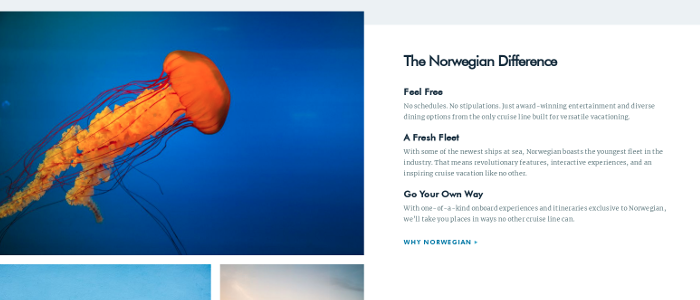 The Norwegian Difference
Feel Free
No schedules. No stipulations. Just award-winning entertainment and diverse
dining options from the only cruise line built for versatile vacationing.
A Fresh Fleet
With some of the newest ships at sea, Norwegian boasts the youngest fleet in the
industry. That means revolutionary features, interactive experiences, and an
inspiring cruise vacation like no other.
Go Your Own Way
With one-of-a-kind onboard experiences and itineraries exclusive to Norwegian,
we'll take you places in ways no other cruise line can.
WHY NORWEGIAN »